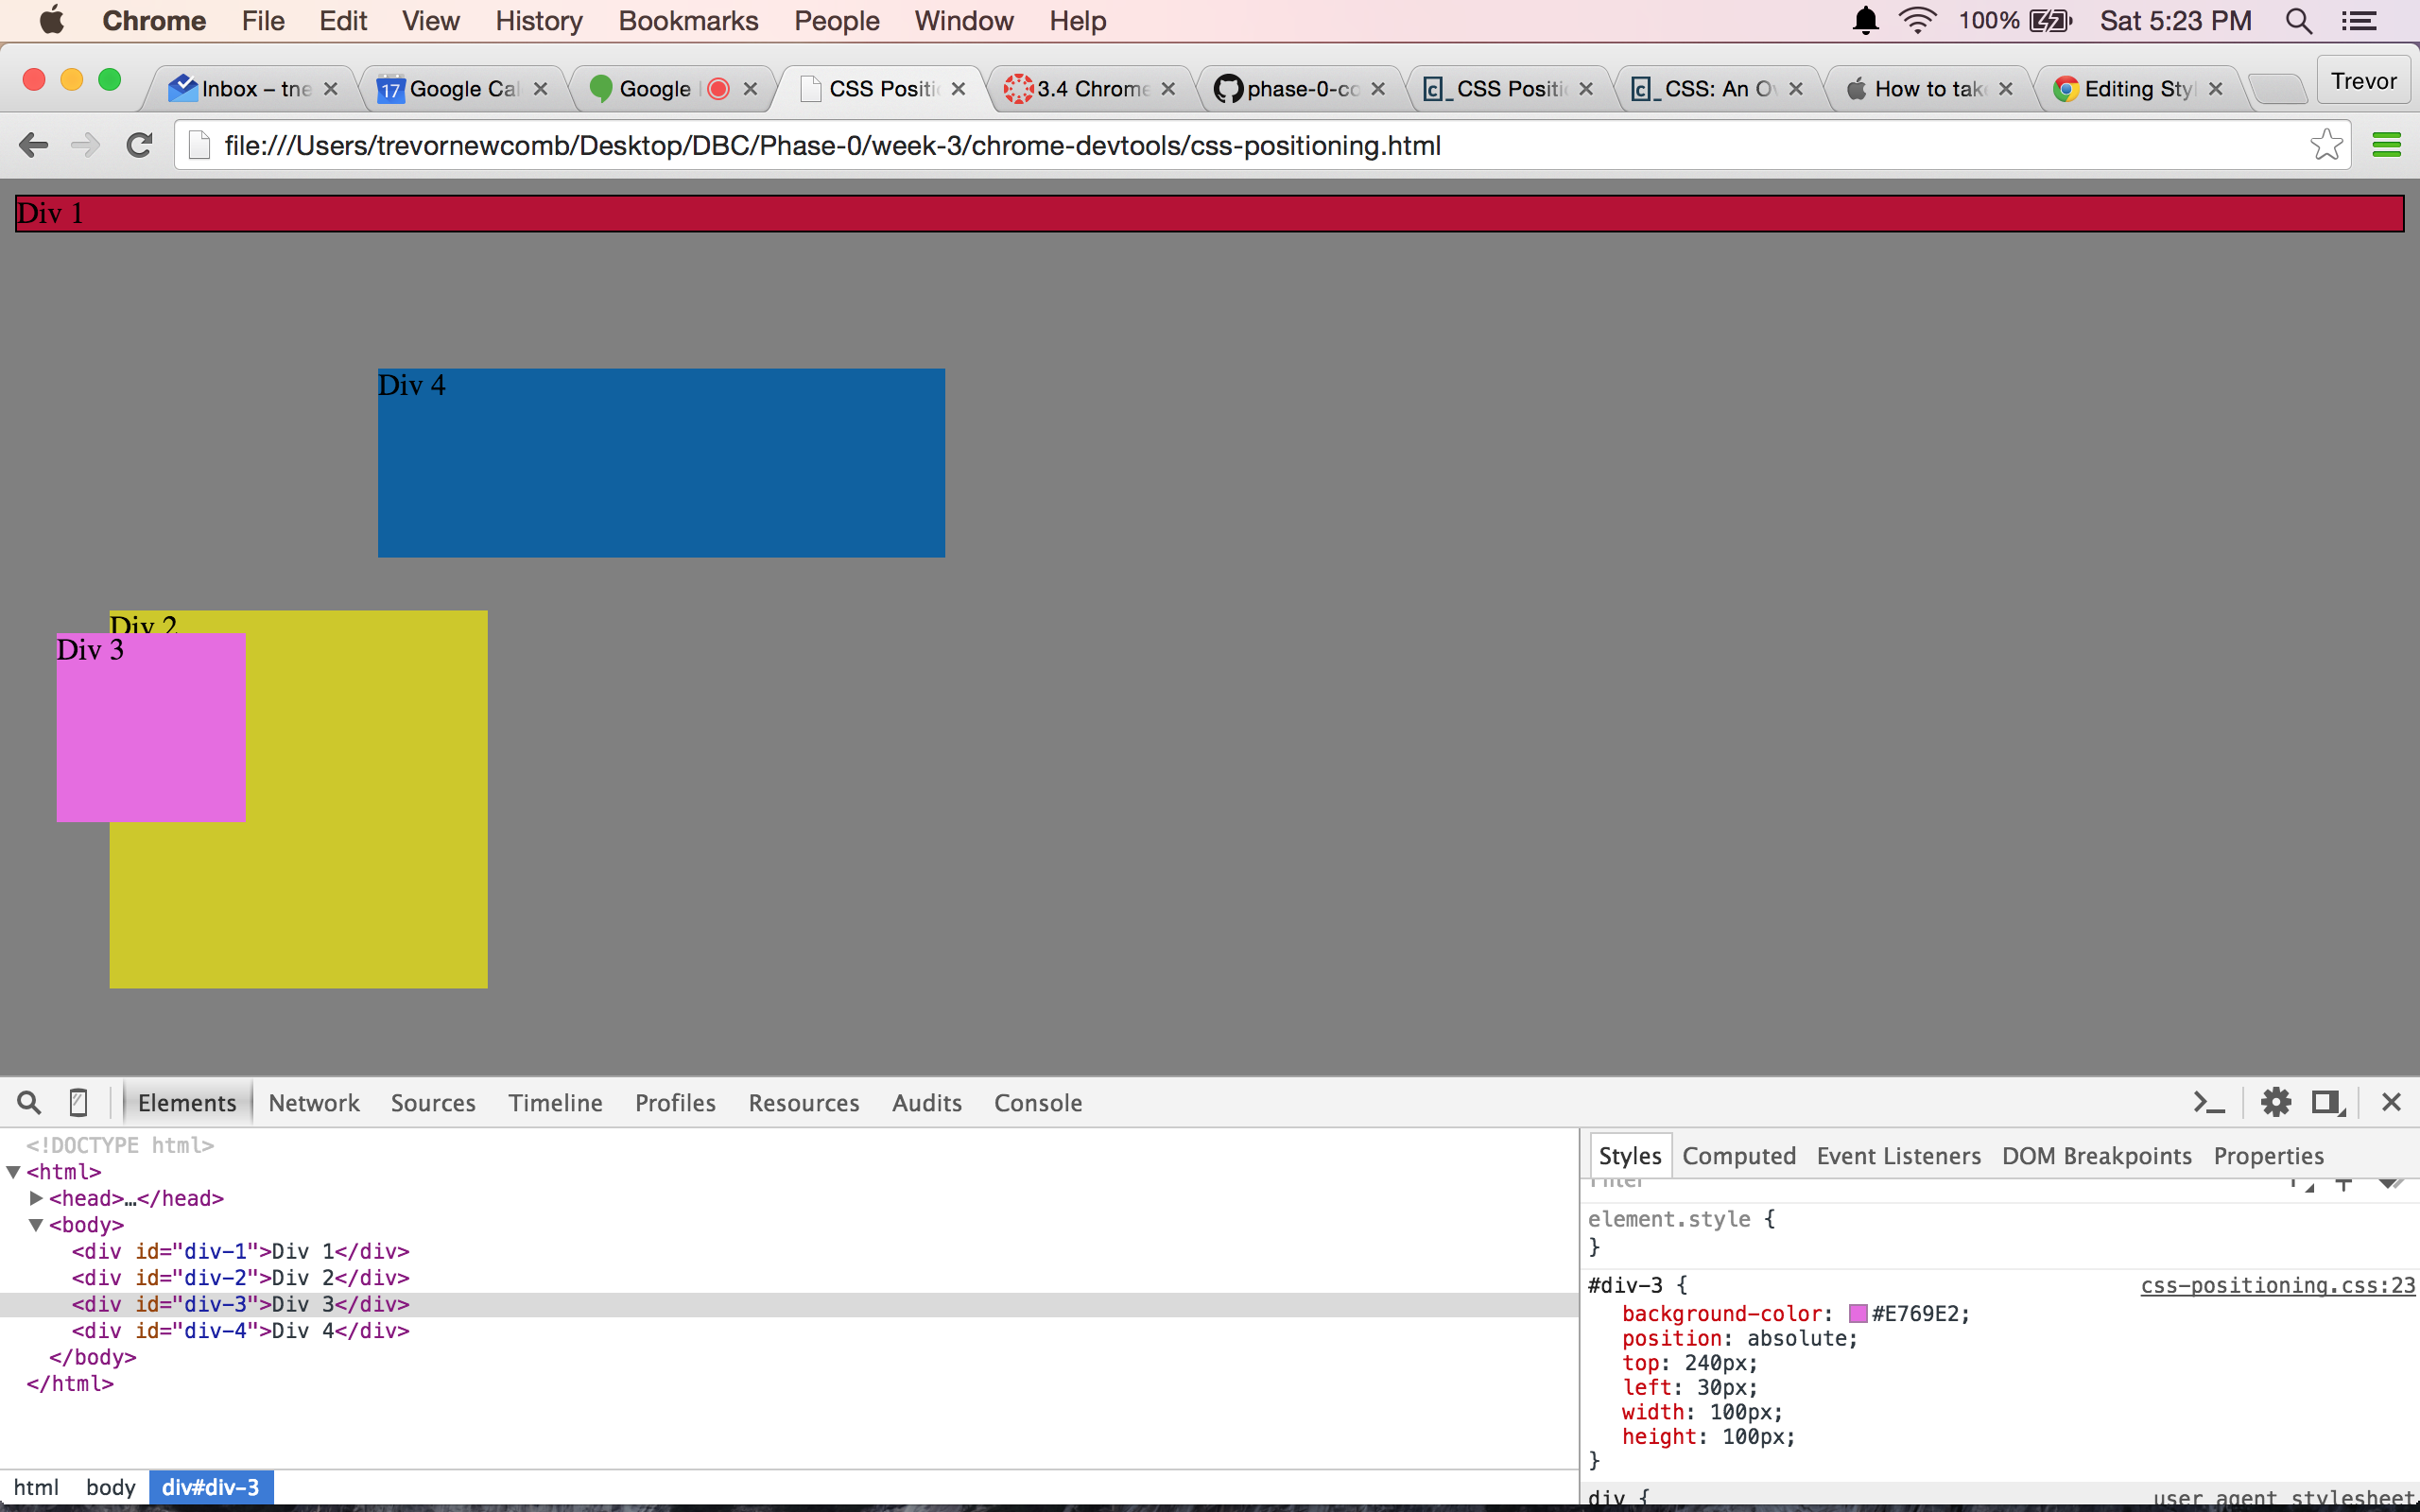 Chrome File Edit View History Bookmarks People Window Help 100% Sat 5:23 PM
Inbox – tne Google Cal Google CSS Positi 3.4 Chrome phase-0-co CSS Positi CSS: An O How to tak Editing Sty Trevor
17
file:///Users/trevornewcomb/Desktop/DBC/Phase-0/week-3/chrome-devtools/css-positioning.html
Div 1
Div 4
Div 2
Div 3
Elements Network Sources Timeline Profiles Resources Audits Console
<!DOCTYPE html>
<html>
<head>…</head>
<body>
<div id="div-1">Div 1</div>
<div id="div-2">Div 2</div>
<div id="div-3">Div 3</div>
<div id="div-4">Div 4</div>
</body>
</html>
html body div#div-3
Styles Computed Event Listeners DOM Breakpoints Properties
Filter
element.style {
}
#div-3 { css-positioning.css:23
background-color: #E769E2;
position: absolute;
top: 240px;
left: 30px;
width: 100px;
height: 100px;
}
div { user agent stylesheet